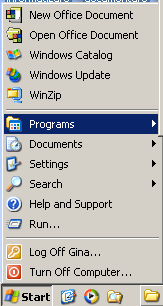 New Office Document
Open Office Document
Windows Catalog
Windows Update
WinZip
Programs
Documents
Settings
Search
Help and Support
Run...
Log Off Gina...
Turn Off Computer...
Start